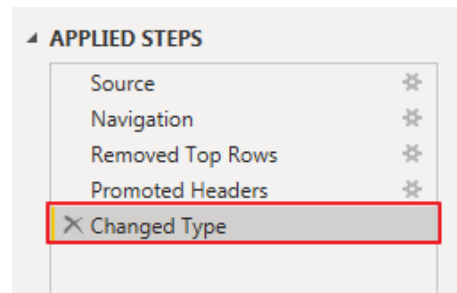 APPLIED STEPS
Source
Navigation
Removed Top Rows
Promoted Headers
Changed Type